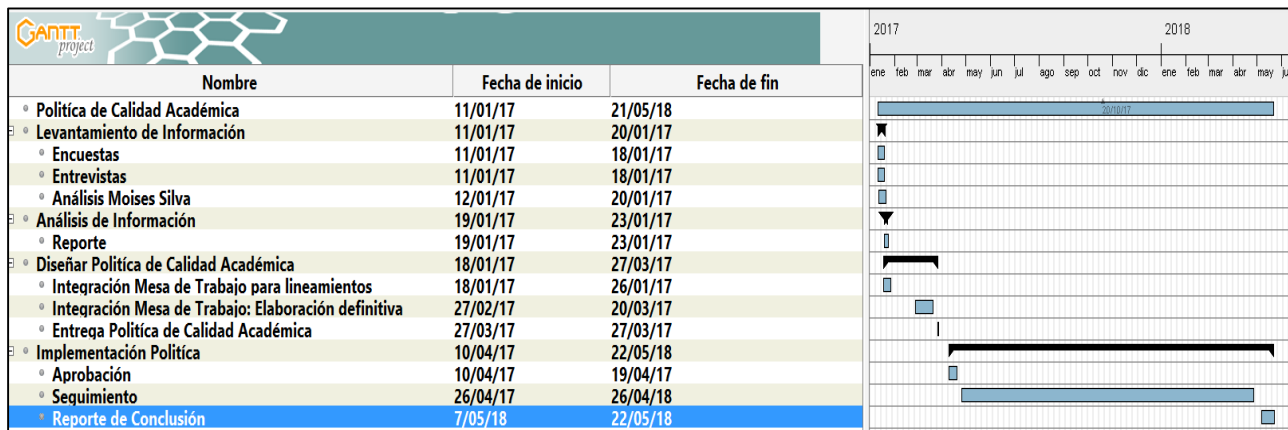 GANTT project
2017 2018
ene feb mar abr may jun jul ago sep oct nov dic ene feb mar abr may ju
Nombre Fecha de inicio Fecha de fin
Politíca de Calidad Académica 11/01/17 21/05/18 20/10/17
Levantamiento de Información 11/01/17 20/01/17
Encuestas 11/01/17 18/01/17
Entrevistas 11/01/17 18/01/17
Análisis Moises Silva 12/01/17 20/01/17
Análisis de Información 19/01/17 23/01/17
Reporte 19/01/17 23/01/17
Diseñar Politíca de Calidad Académica 18/01/17 27/03/17
Integración Mesa de Trabajo para lineamientos 18/01/17 26/01/17
Integración Mesa de Trabajo: Elaboración definitiva 27/02/17 20/03/17
Entrega Politíca de Calidad Académica 27/03/17 27/03/17
Implementación Politíca 10/04/17 22/05/18
Aprobación 10/04/17 19/04/17
Seguimiento 26/04/17 26/04/18
Reporte de Conclusión 7/05/18 22/05/18